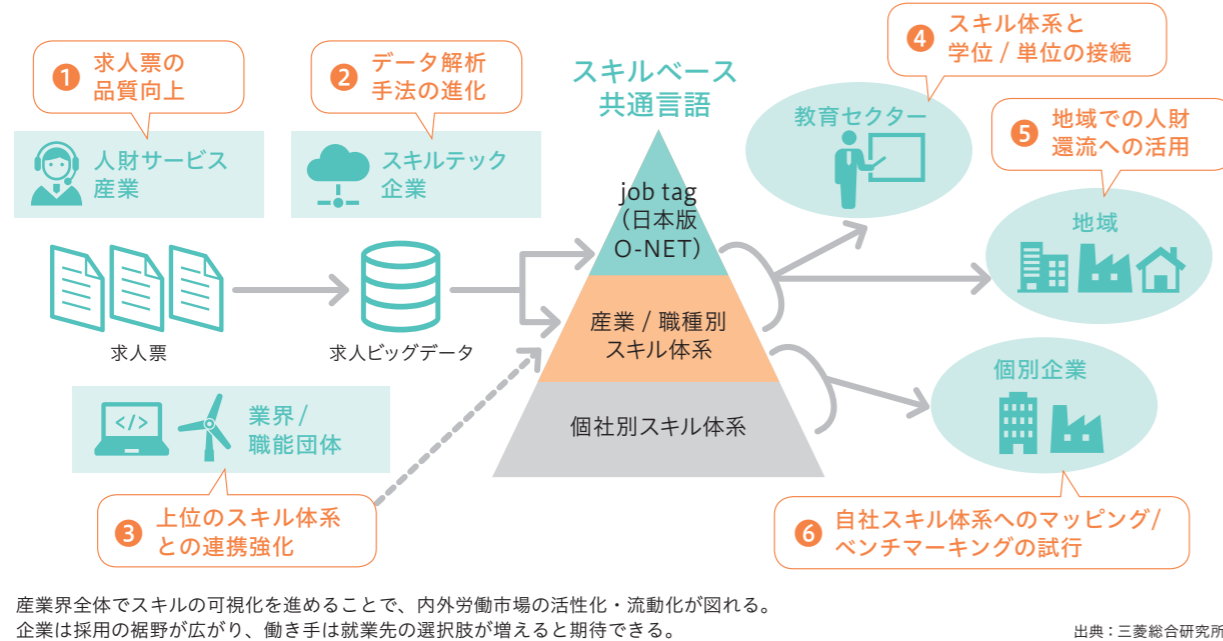 ❶ 求人票の
品質向上
人財サービス
産業
❷ データ解析
手法の進化
スキルテック
企業
スキルベース
共通言語
job tag
(日本版
O-NET)
産業 / 職種別
スキル体系
個社別スキル体系
❹ スキル体系と
学位 / 単位の接続
教育セクター
❺ 地域での人財
還流への活用
地域
求人票
求人ビッグデータ
</>
業界 /
職能団体
❸ 上位のスキル体系
との連携強化
個別企業
❻ 自社スキル体系へのマッピング/
ベンチマーキングの試行
産業界全体でスキルの可視化を進めることで、内外労働市場の活性化・流動化が図れる。
企業は採用の裾野が広がり、働き手は就業先の選択肢が増えると期待できる。
出典：三菱総合研究所